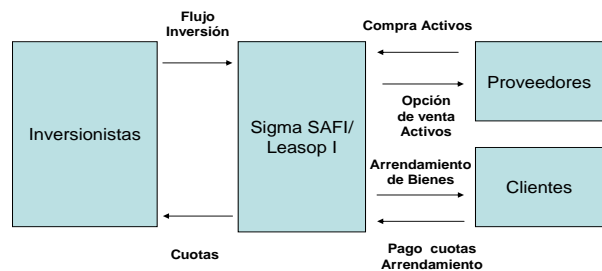 Flujo
Inversión
Inversionistas
Cuotas
Sigma SAFI/
Leasop I
Compra Activos
Opción
de venta
Activos
Proveedores
Arrendamiento
de Bienes
Clientes
Pago cuotas
Arrendamiento